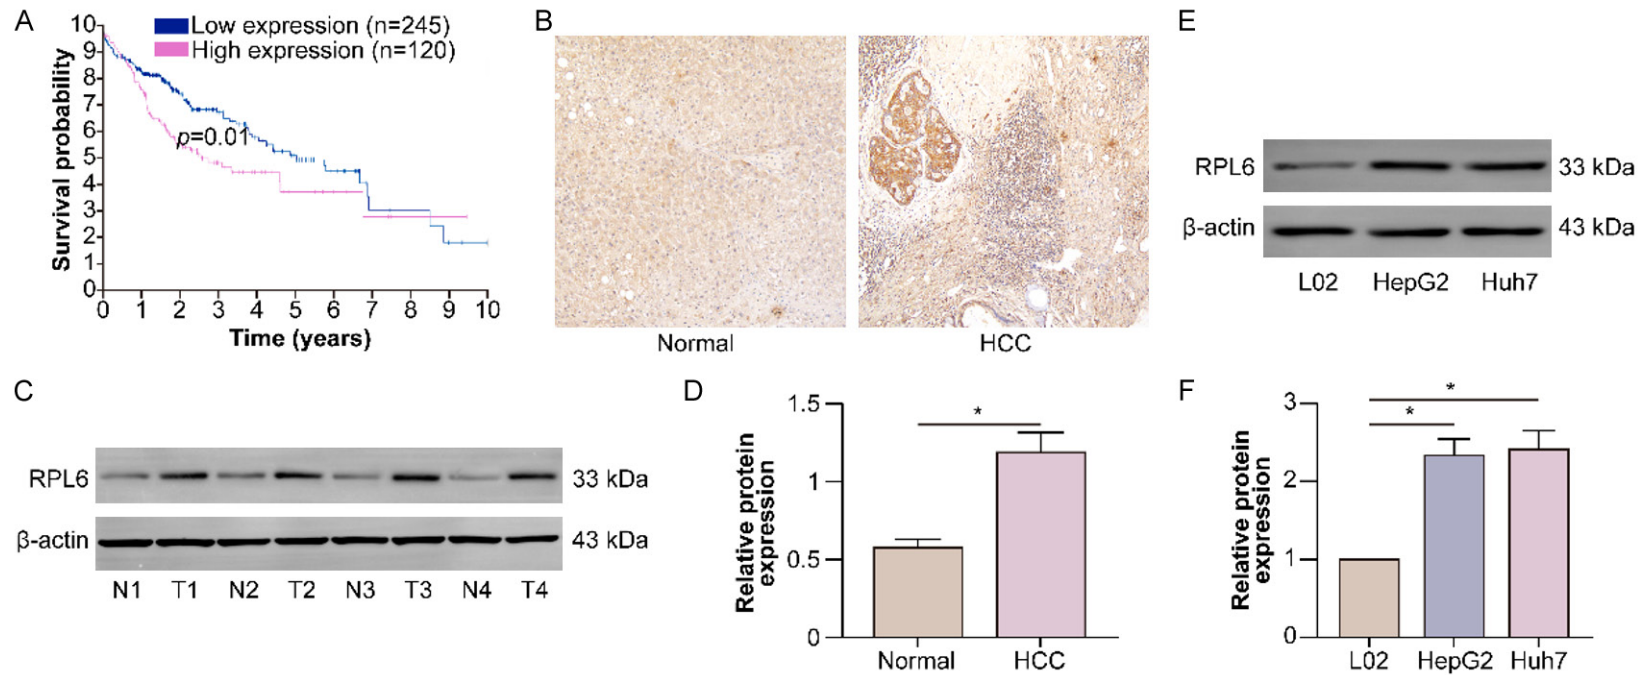 A
Low expression (n=245)
High expression (n=120)
p=0.01
Survival probability
10
9
8
7
6
5
4
3
2
1
0
0 1 2 3 4 5 6 7 8 9 10
Time (years)
B
Normal
HCC
C
RPL6
33 kDa
β-actin
43 kDa
N1 T1 N2 T2 N3 T3 N4 T4
D
Relative protein
expression
1.5
1
0.5
0
*
Normal HCC
E
RPL6
33 kDa
β-actin
43 kDa
L02 HepG2 Huh7
F
Relative protein
expression
3
2
1
0
*
*
L02 HepG2 Huh7